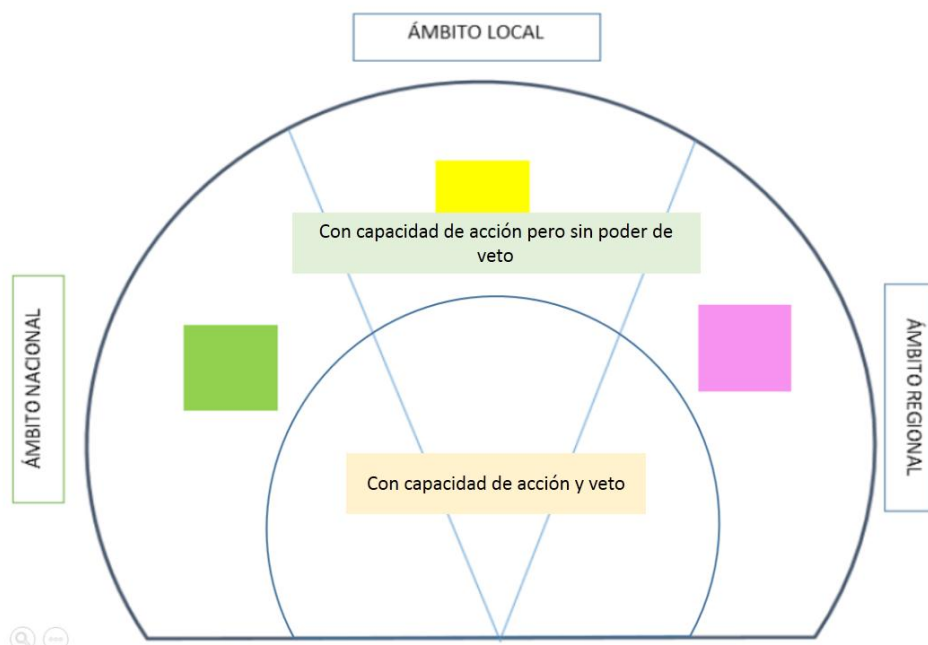 ÁMBITO LOCAL
Con capacidad de acción pero sin poder de
veto
ÁMBITO NACIONAL
ÁMBITO REGIONAL
Con capacidad de acción y veto